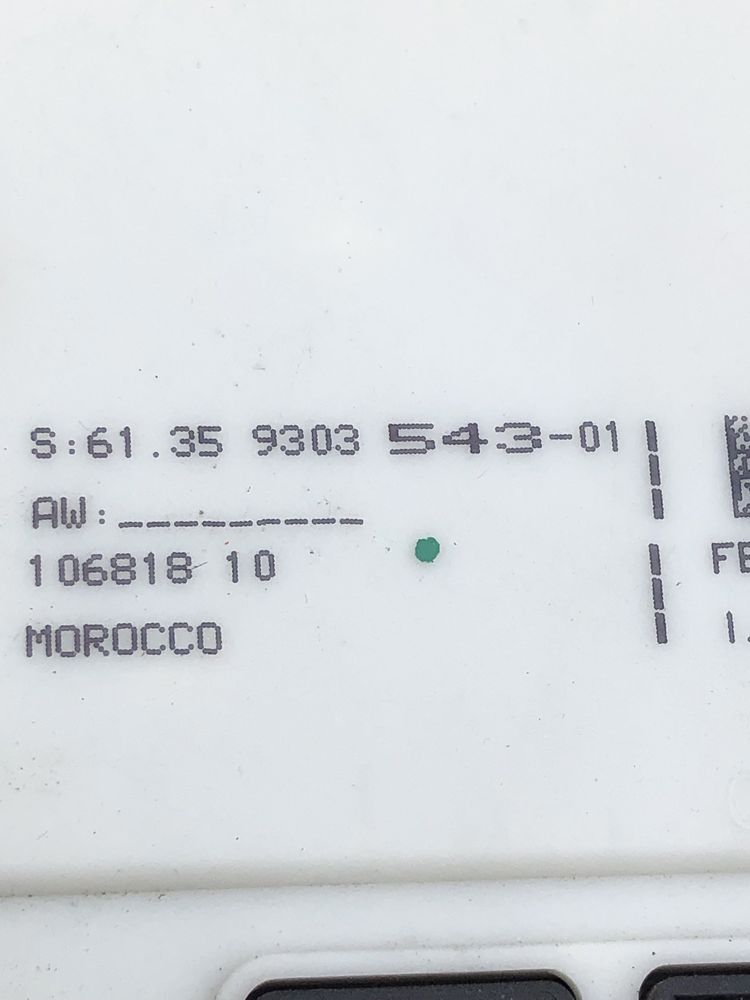 S:61.35 9303 543-01
AW:_________
106818 10
MOROCCO